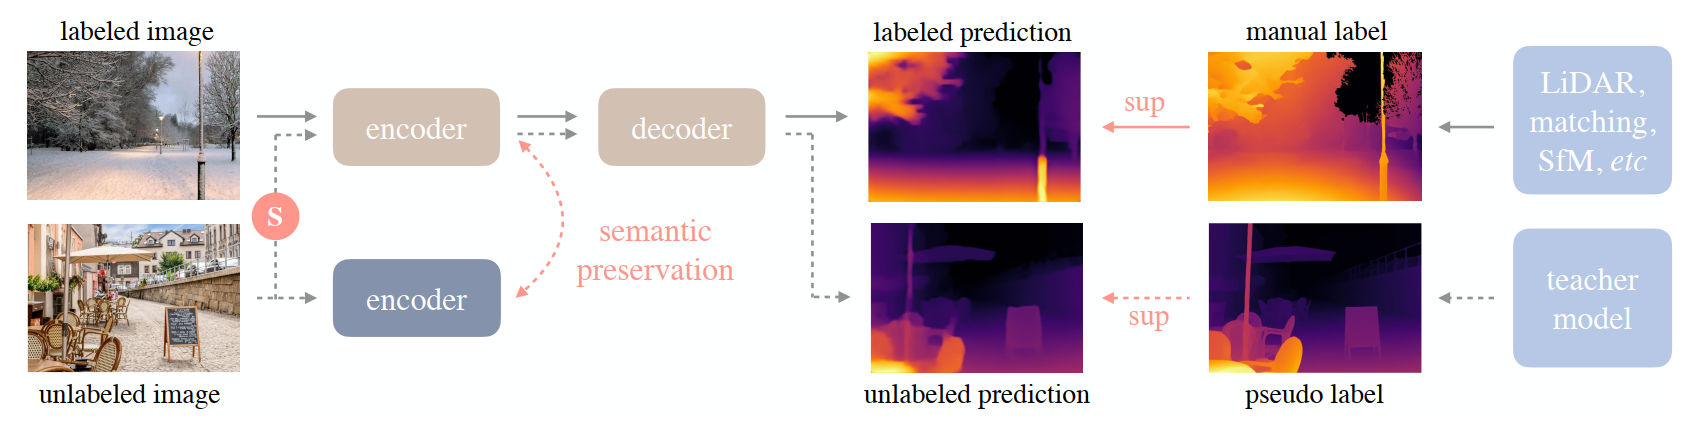 labeled image
labeled prediction
manual label
encoder
decoder
sup
LiDAR,
matching,
SfM, etc
S
semantic
preservation
encoder
sup
teacher
model
unlabeled image
unlabeled prediction
pseudo label